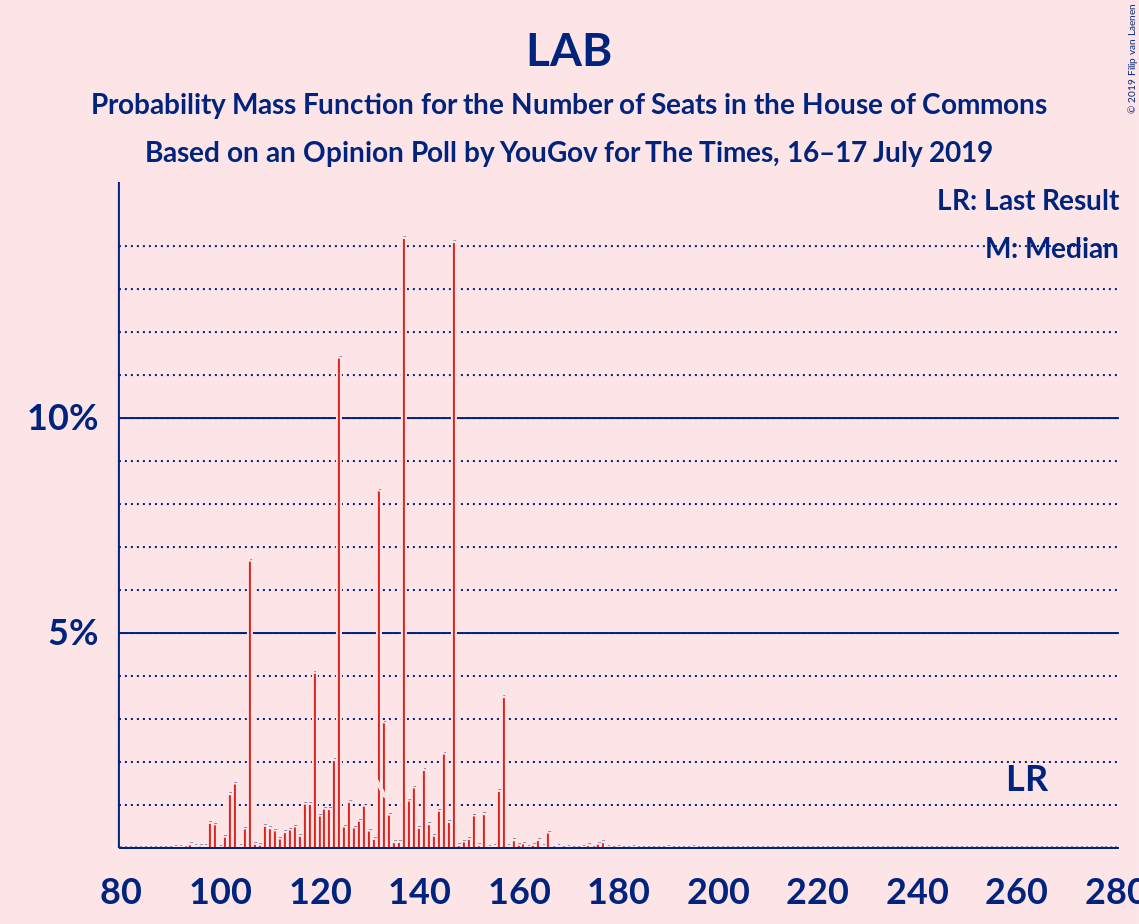 LAB
Probability Mass Function for the Number of Seats in the House of Commons
Based on an Opinion Poll by YouGov for The Times, 16–17 July 2019
© 2019 Filip van Laenen
LR: Last Result
M: Median
10%
5%
LR
80 100 120 140 160 180 200 220 240 260 280